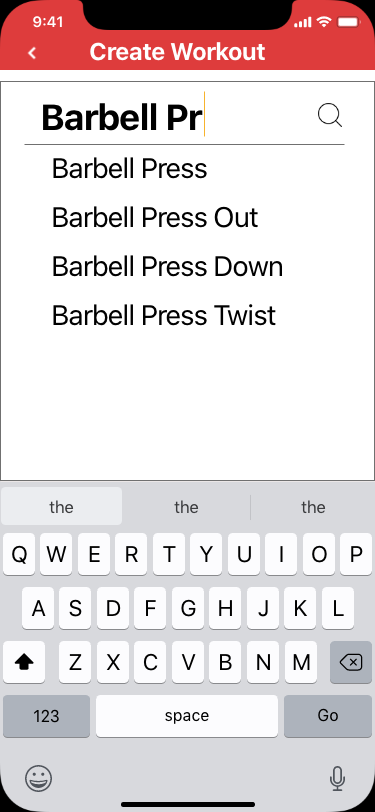 9:41
Create Workout
Barbell Pr
Barbell Press
Barbell Press Out
Barbell Press Down
Barbell Press Twist
the the the
Q W E R T Y U I O P
A S D F G H J K L
Z X C V B N M
123 space Go